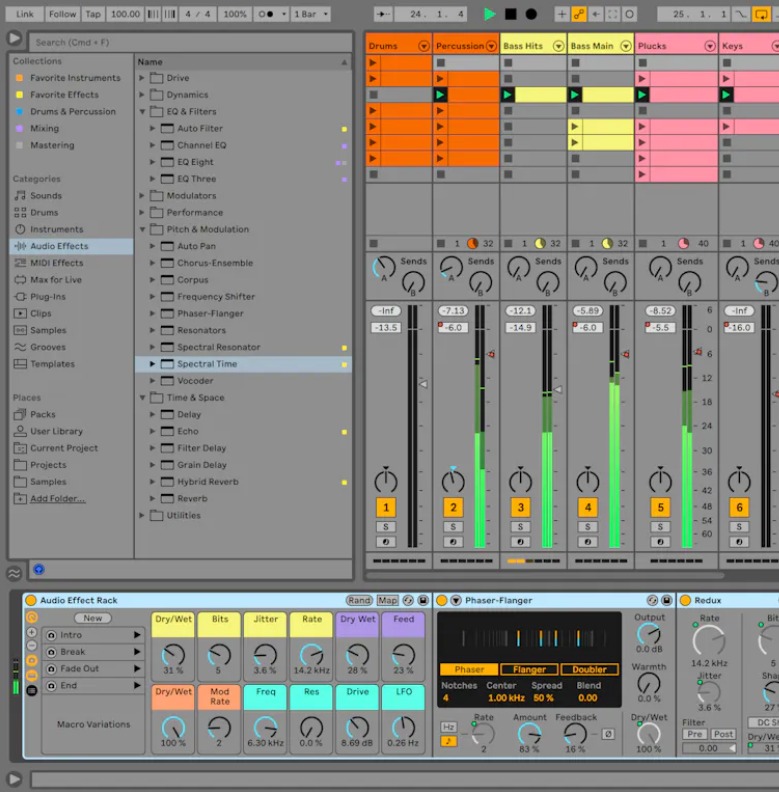 Link Follow Tap 100.00 4 / 4 100% 1 Bar 24 . 1 . 4 25 . 1 . 1
Search (Cmd + F)
Collections
Favorite Instruments
Favorite Effects
Drums & Percussion
Mixing
Mastering
Categories
Sounds
Drums
Instruments
Audio Effects
MIDI Effects
Max for Live
Plug-Ins
Clips
Samples
Grooves
Templates
Places
Packs
User Library
Current Project
Projects
Samples
Add Folder...
Name
Drive
Dynamics
EQ & Filters
Auto Filter
Channel EQ
EQ Eight
EQ Three
Modulators
Performance
Pitch & Modulation
Auto Pan
Chorus-Ensemble
Corpus
Frequency Shifter
Phaser-Flanger
Resonators
Spectral Resonator
Spectral Time
Vocoder
Time & Space
Delay
Echo
Filter Delay
Grain Delay
Hybrid Reverb
Reverb
Utilities
Drums Percussion Bass Hits Bass Main Plucks Keys
1 32 1 32 1 32 1 40 1 40
Sends Sends Sends Sends Sends Sends
A B A B A B A B A B A B
-Inf -7.13 -12.1 -5.89 -8.52 6 -Inf
-13.5 -6.0 -14.9 -6.0 -5.5 0 -16.0
6
12
18
24
30
36
42
48
54
60
1 2 3 4 5 6
S S S S S S
Audio Effect Rack Rand Map
New
Intro
Break
Fade Out
End
Macro Variations
Dry/Wet Bits Jitter Rate Dry Wet Feed
31 % 5 3.6 % 14.2 kHz 28 % 23 %
Dry/Wet Mod Rate Freq Res Drive LFO
100 % 2 6.30 kHz 0.0 % 8.69 dB 0.26 Hz
Phaser-Flanger
Phaser Flanger Doubler
Notches Center Spread Blend
4 1.00 kHz 50 % 0.00
Hz Rate Amount Feedback Ø
2 83 % 16 %
Output
0.0 dB
Warmth
0.0 %
Dry/Wet
100 %
Redux
Rate
14.2 kHz
Jitter
3.6 %
Filter
Pre Post
0.00
5
27
DC
Dry/We
31